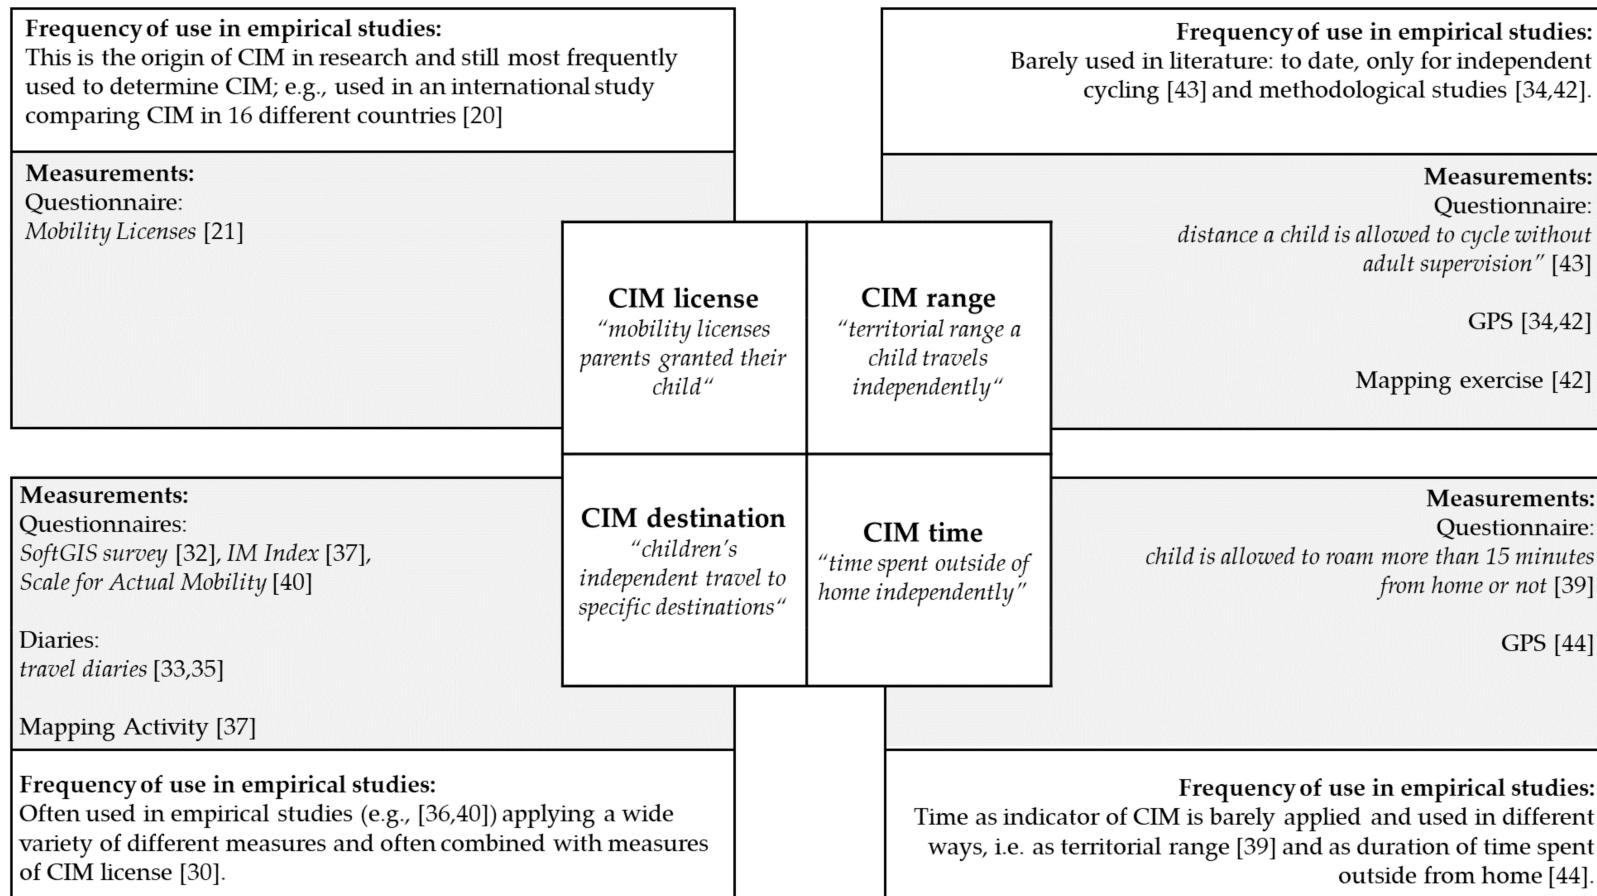 Frequency of use in empirical studies:
This is the origin of CIM in research and still most frequently
used to determine CIM; e.g., used in an international study
comparing CIM in 16 different countries [20]
Measurements:
Questionnaire:
Mobility Licenses [21]
Frequency of use in empirical studies:
Barely used in literature: to date, only for independent
cycling [43] and methodological studies [34,42].
Measurements:
Questionnaire:
distance a child is allowed to cycle without
adult supervision” [43]
GPS [34,42]
Mapping exercise [42]
CIM license
“mobility licenses
parents granted their
child“
CIM range
“territorial range a
child travels
independently“
CIM destination
“children’s
independent travel to
specific destinations“
CIM time
“time spent outside of
home independently”
Measurements:
Questionnaires:
SoftGIS survey [32], IM Index [37],
Scale for Actual Mobility [40]
Diaries:
travel diaries [33,35]
Mapping Activity [37]
Frequency of use in empirical studies:
Often used in empirical studies (e.g., [36,40]) applying a wide
variety of different measures and often combined with measures
of CIM license [30].
Measurements:
Questionnaire:
child is allowed to roam more than 15 minutes
from home or not [39]
GPS [44]
Frequency of use in empirical studies:
Time as indicator of CIM is barely applied and used in different
ways, i.e. as territorial range [39] and as duration of time spent
outside from home [44].